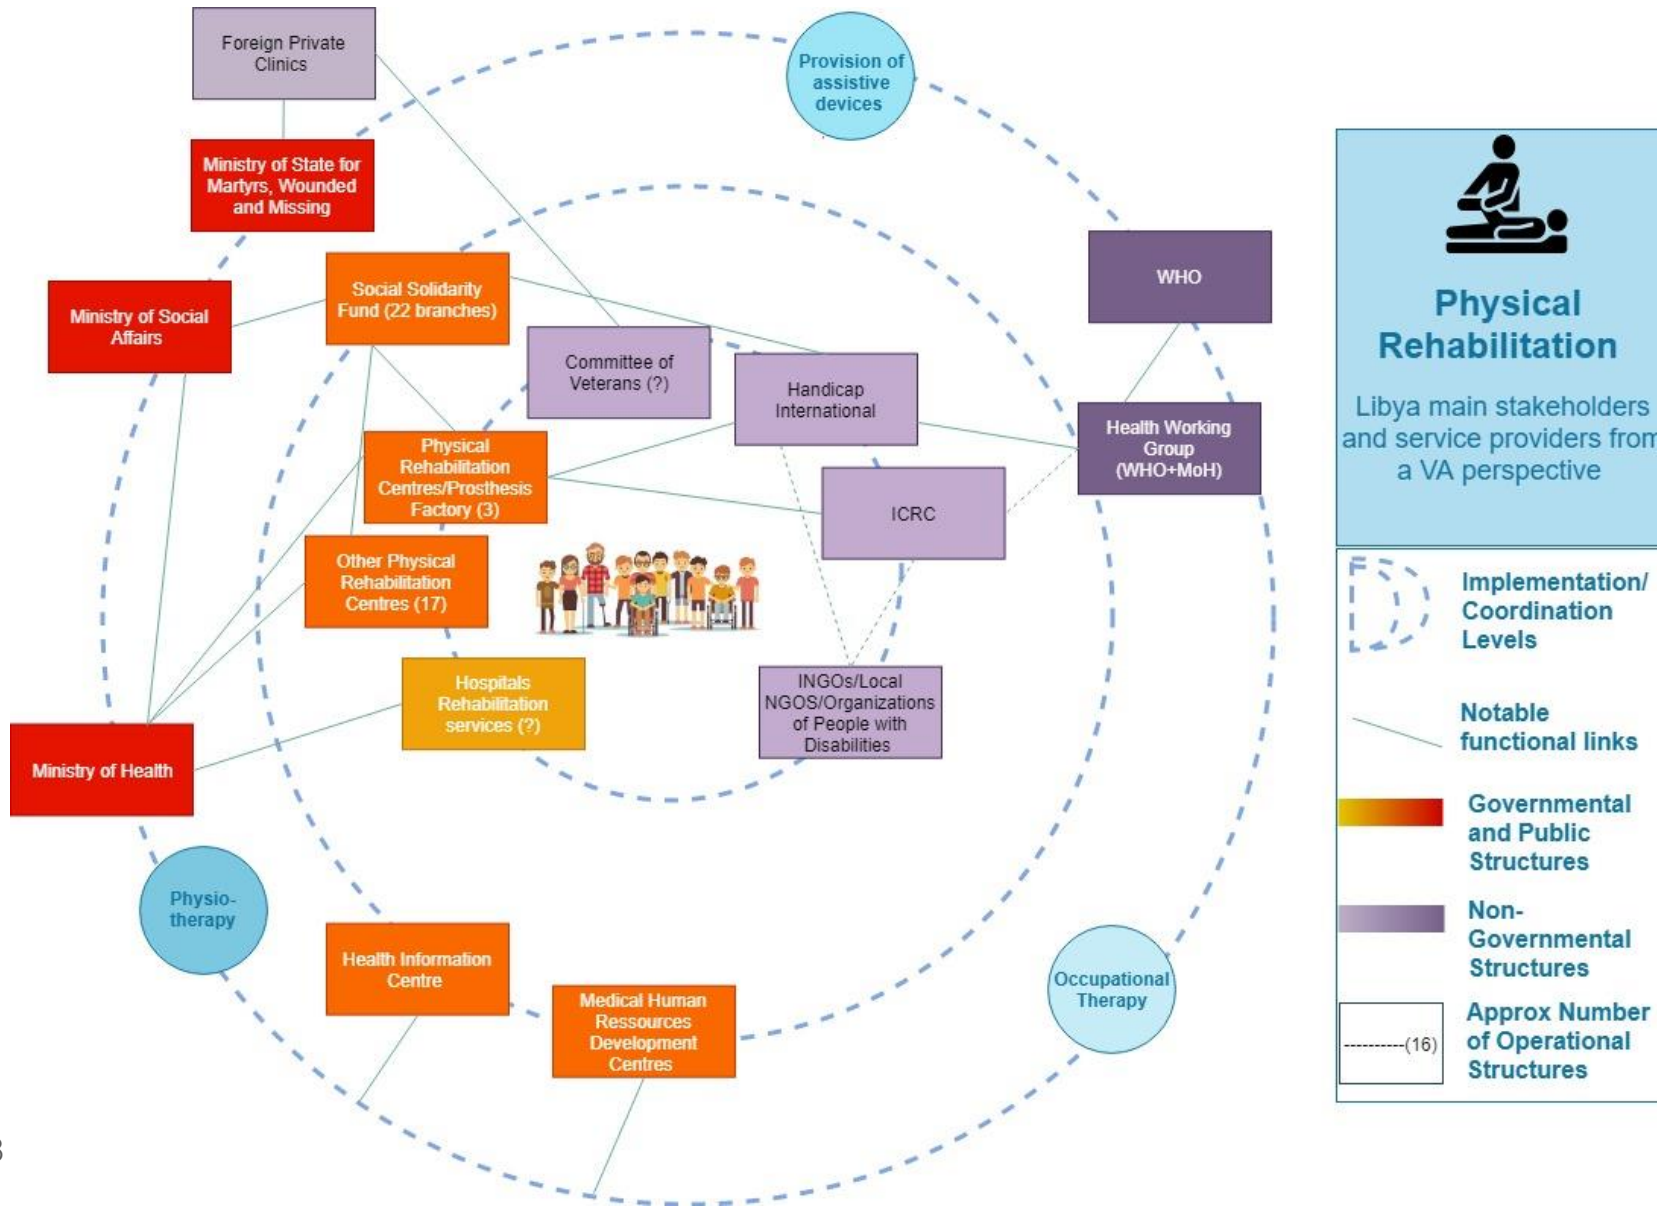 Foreign Private
Clinics
Provision of
assistive
devices
Ministry of State for
Martyrs, Wounded
and Missing
WHO
Social Solidarity
Fund (22 branches)
Ministry of Social
Affairs
Committee of
Veterans (?)
Handicap
International
Health Working
Group
(WHO+MoH)
Physical
Rehabilitation
Centres/Prosthesis
Factory (3)
ICRC
Other Physical
Rehabilitation
Centres (17)
Hospitals
Rehabilitation
services (?)
INGOs/Local
NGOS/Organizations
of People with
Disabilities
Ministry of Health
Physio-
therapy
Health Information
Centre
Medical Human
Ressources
Development
Centres
Occupational
Therapy
Physical
Rehabilitation
Libya main stakeholders
and service providers from
a VA perspective
Implementation/
Coordination
Levels
Notable
functional links
Governmental
and Public
Structures
Non-
Governmental
Structures
----------(16)
Approx Number
of Operational
Structures